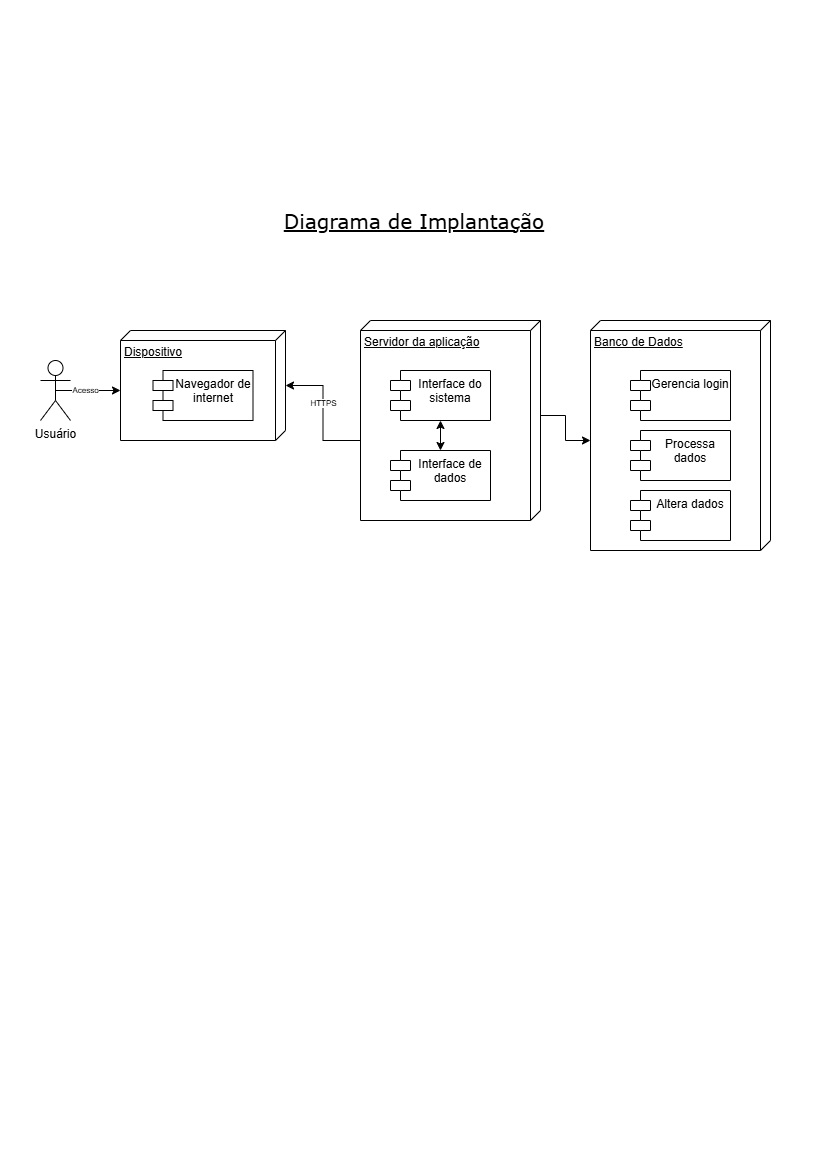 Diagrama de Implantação
Usuário
Acesso
Dispositivo
Navegador de
internet
HTTPS
Servidor da aplicação
Interface do
sistema
Interface de
dados
Banco de Dados
Gerencia login
Processa
dados
Altera dados